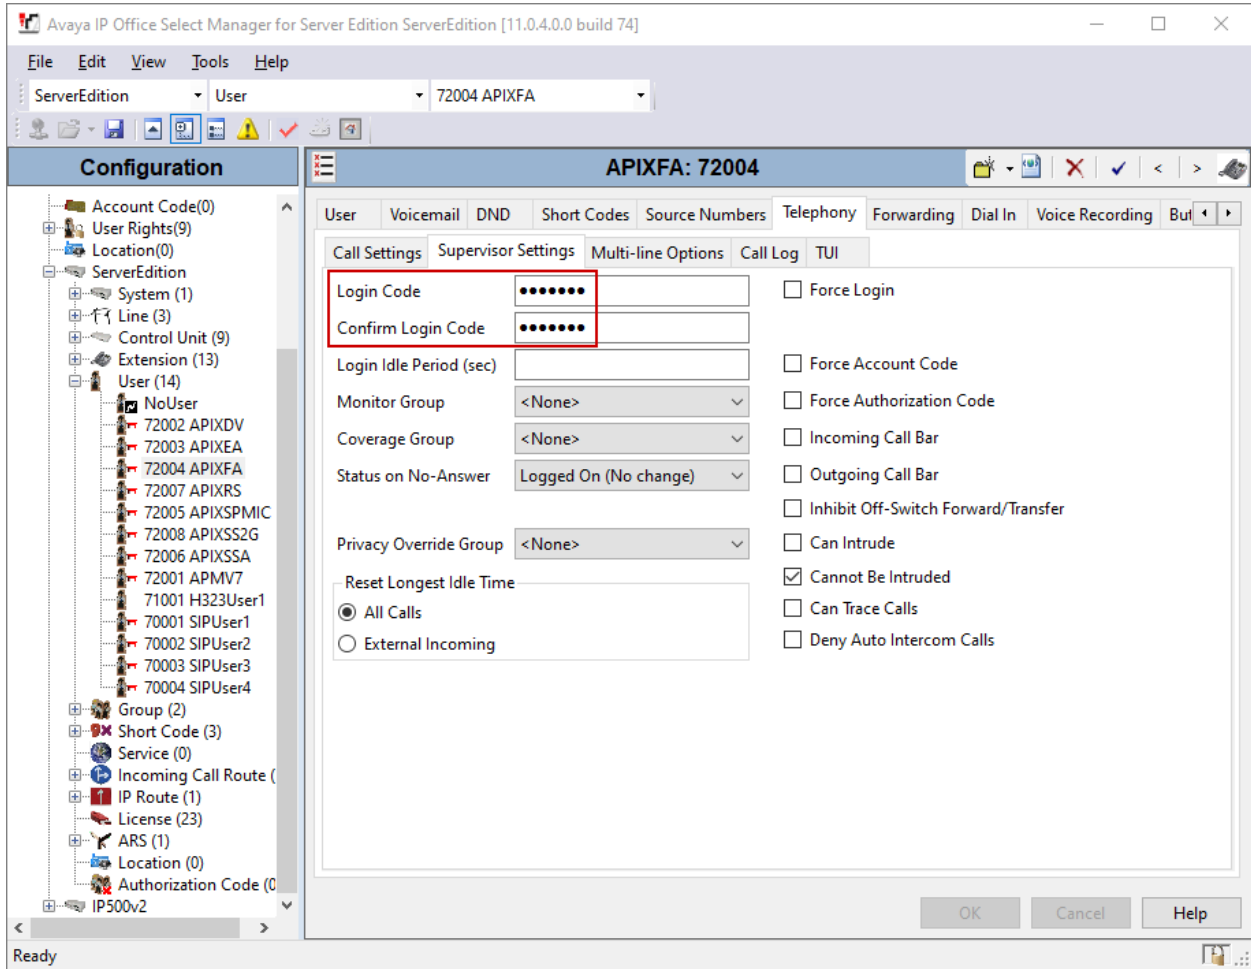 Avaya IP Office Select Manager for Server Edition ServerEdition [11.0.4.0.0 build 74]
File Edit View Tools Help
ServerEdition User 72004 APIXFA
Configuration
Account Code(0)
User Rights(9)
Location(0)
ServerEdition
System (1)
Line (3)
Control Unit (9)
Extension (13)
User (14)
NoUser
72002 APIXDV
72003 APIXEA
72004 APIXFA
72007 APIXRS
72005 APIXSPMIC
72008 APIXSS2G
72006 APIXSSA
72001 APMV7
71001 H323User1
70001 SIPUser1
70002 SIPUser2
70003 SIPUser3
70004 SIPUser4
Group (2)
Short Code (3)
Service (0)
Incoming Call Route (
IP Route (1)
License (23)
ARS (1)
Location (0)
Authorization Code (0
IP500v2
APIXFA: 72004
User Voicemail DND Short Codes Source Numbers Telephony Forwarding Dial In Voice Recording But
Call Settings Supervisor Settings Multi-line Options Call Log TUI
Login Code ●●●●●●● Force Login
Confirm Login Code ●●●●●●●
Login Idle Period (sec) Force Account Code
Monitor Group <None> Force Authorization Code
Coverage Group <None> Incoming Call Bar
Status on No-Answer Logged On (No change) Outgoing Call Bar
Inhibit Off-Switch Forward/Transfer
Privacy Override Group <None> Can Intrude
Reset Longest Idle Time Cannot Be Intruded
All Calls Can Trace Calls
External Incoming Deny Auto Intercom Calls
OK Cancel Help
Ready